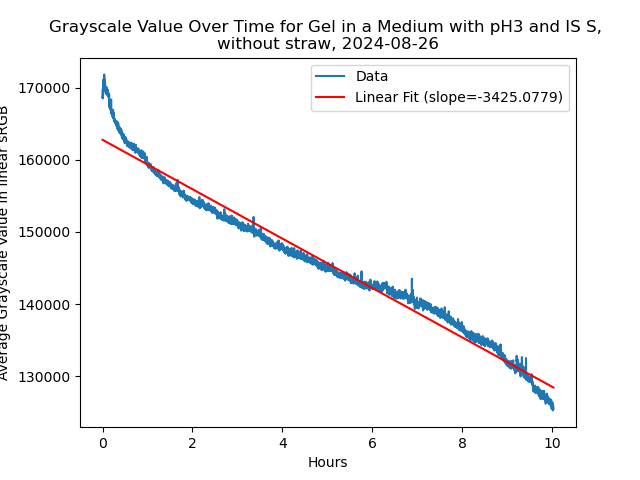 Grayscale Value Over Time for Gel in a Medium with pH3 and IS S,
without straw, 2024-08-26
Data
Linear Fit (slope=-3425.0779)
170000
160000
150000
140000
130000
Average Grayscale Value in linear sRGB
0 2 4 6 8 10
Hours